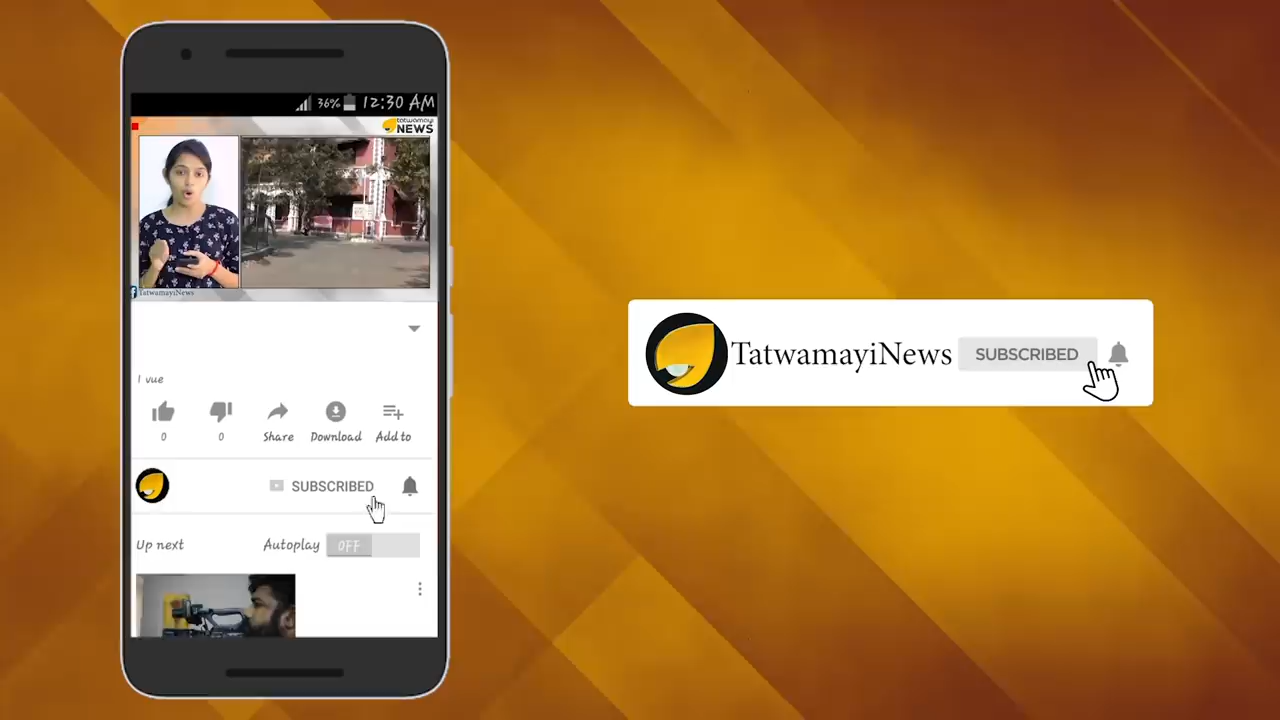 36% 12:30 AM
tatwamayi
NEWS
TatwamayiNews
1 vue
0 0 Share Download Add to
SUBSCRIBED
Up next Autoplay OFF
TatwamayiNews SUBSCRIBED